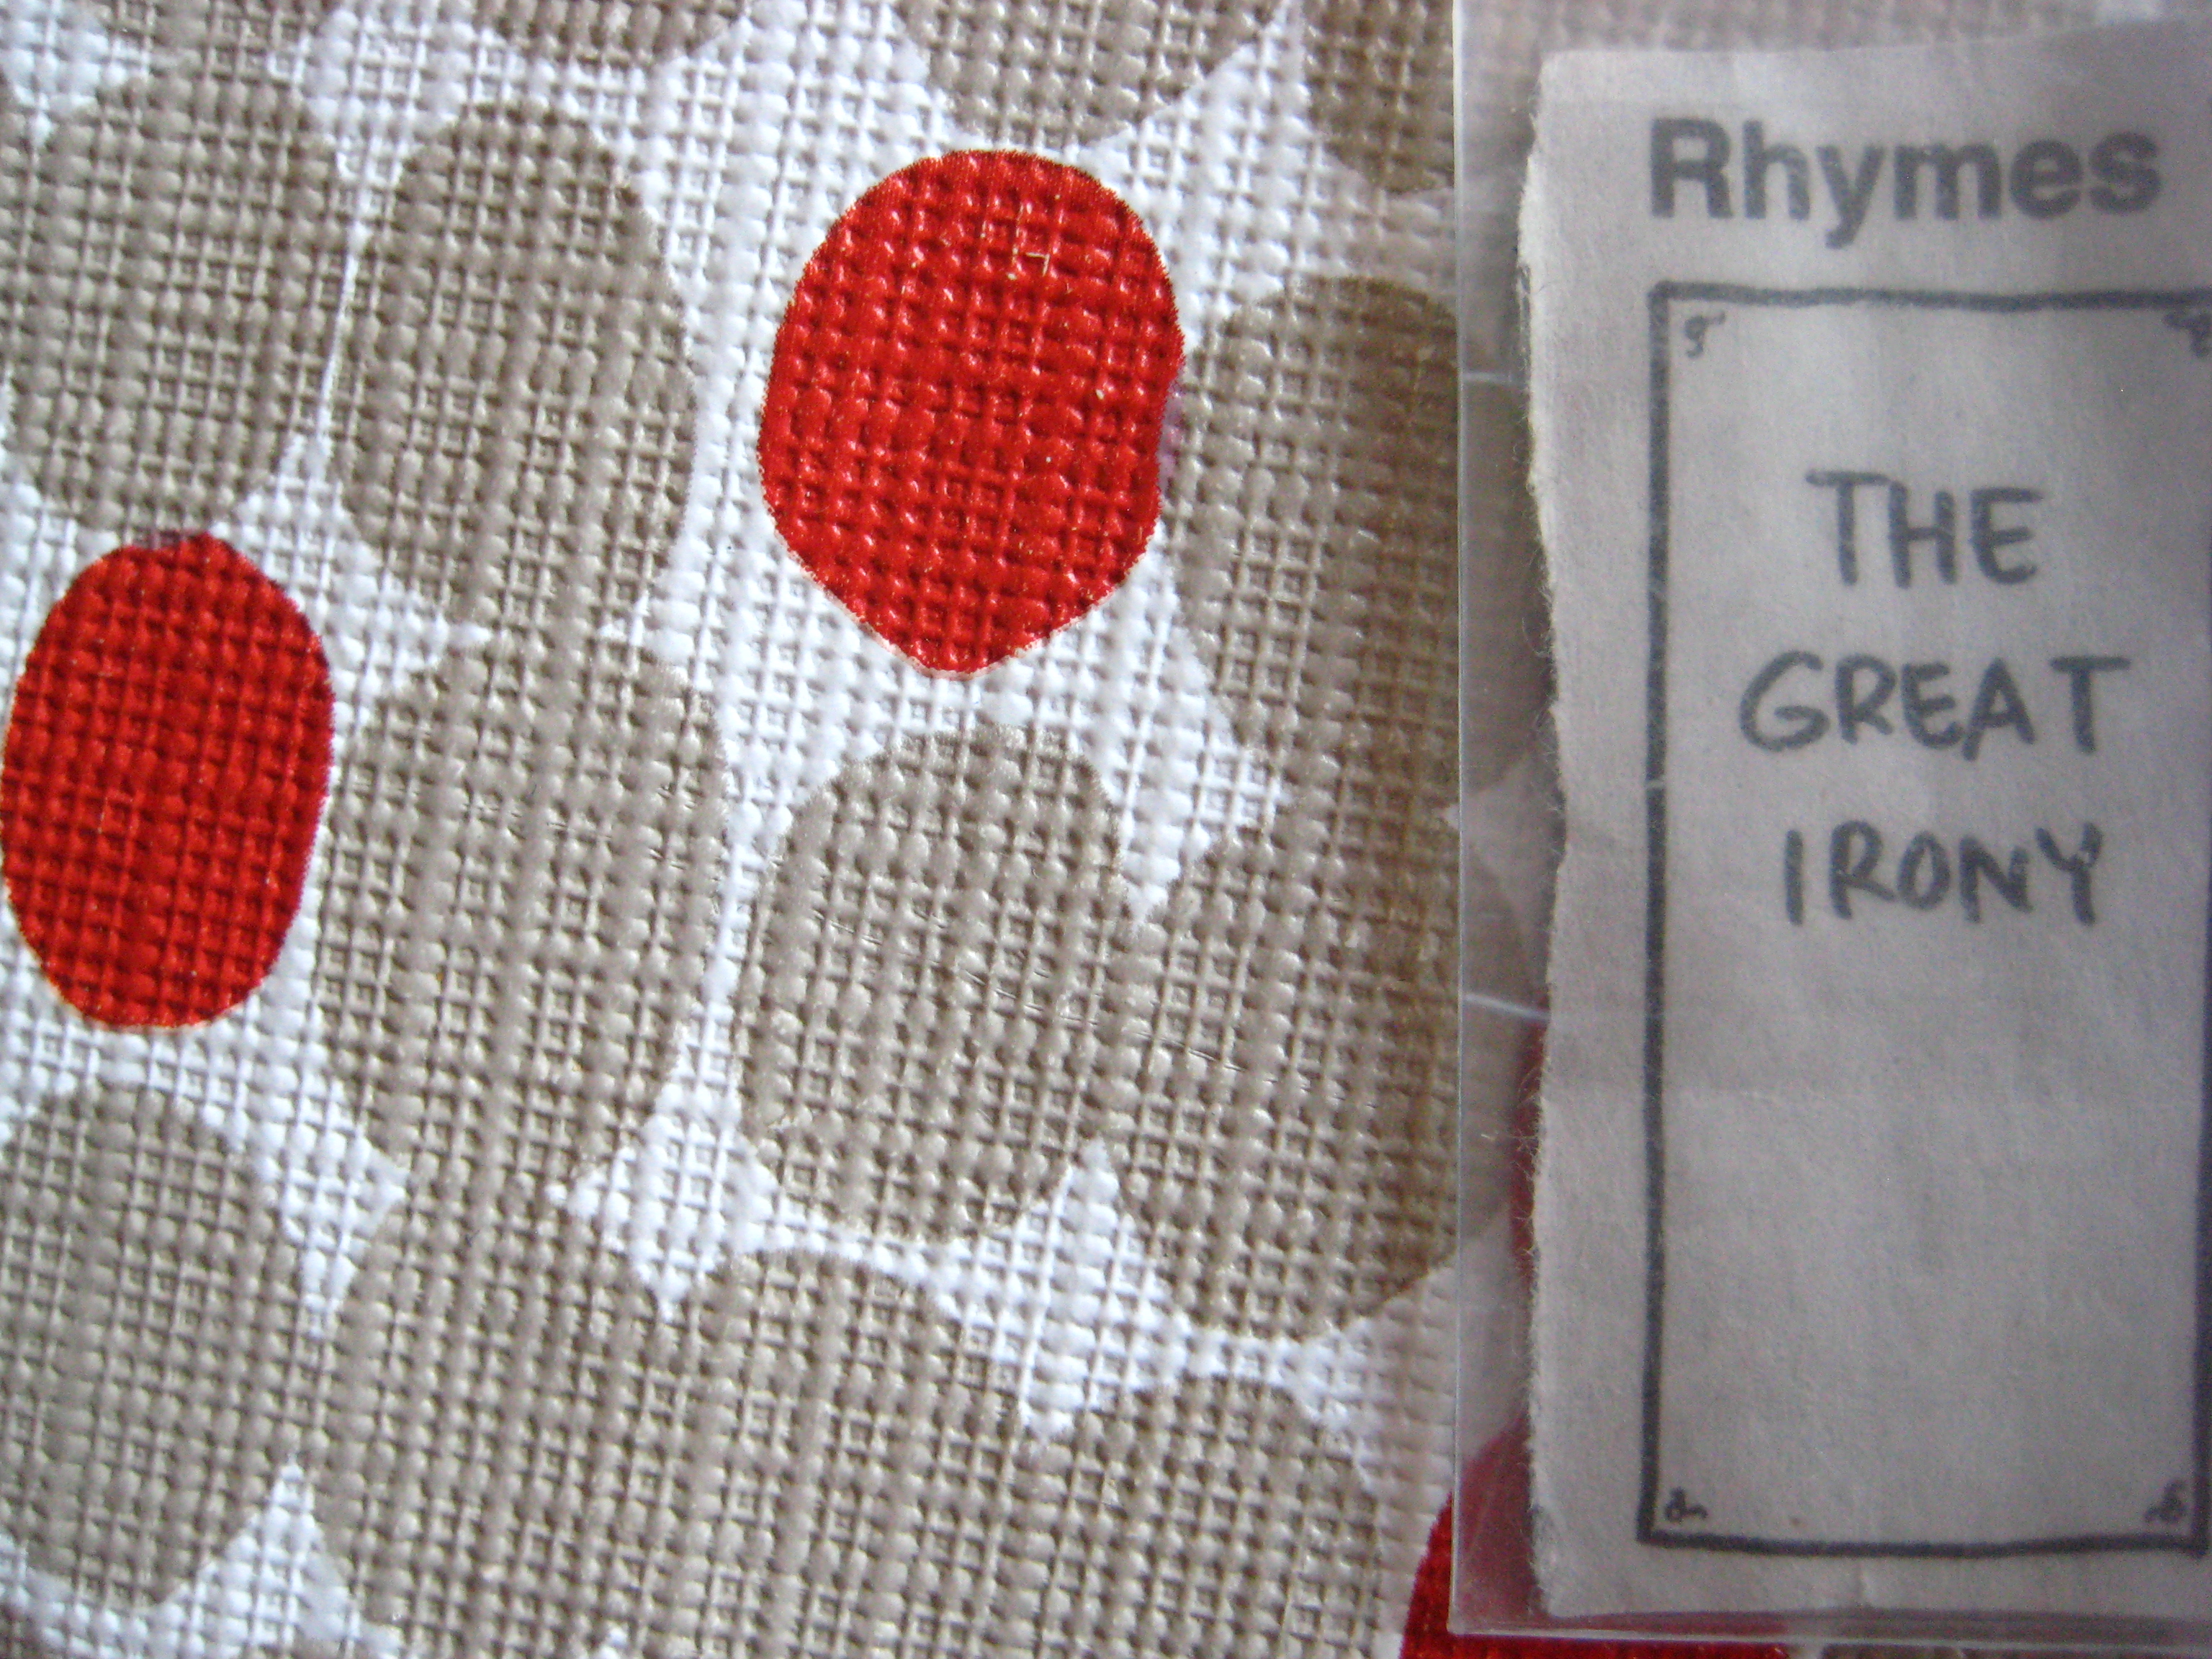 Rhymes
THE
GREAT
IRONY